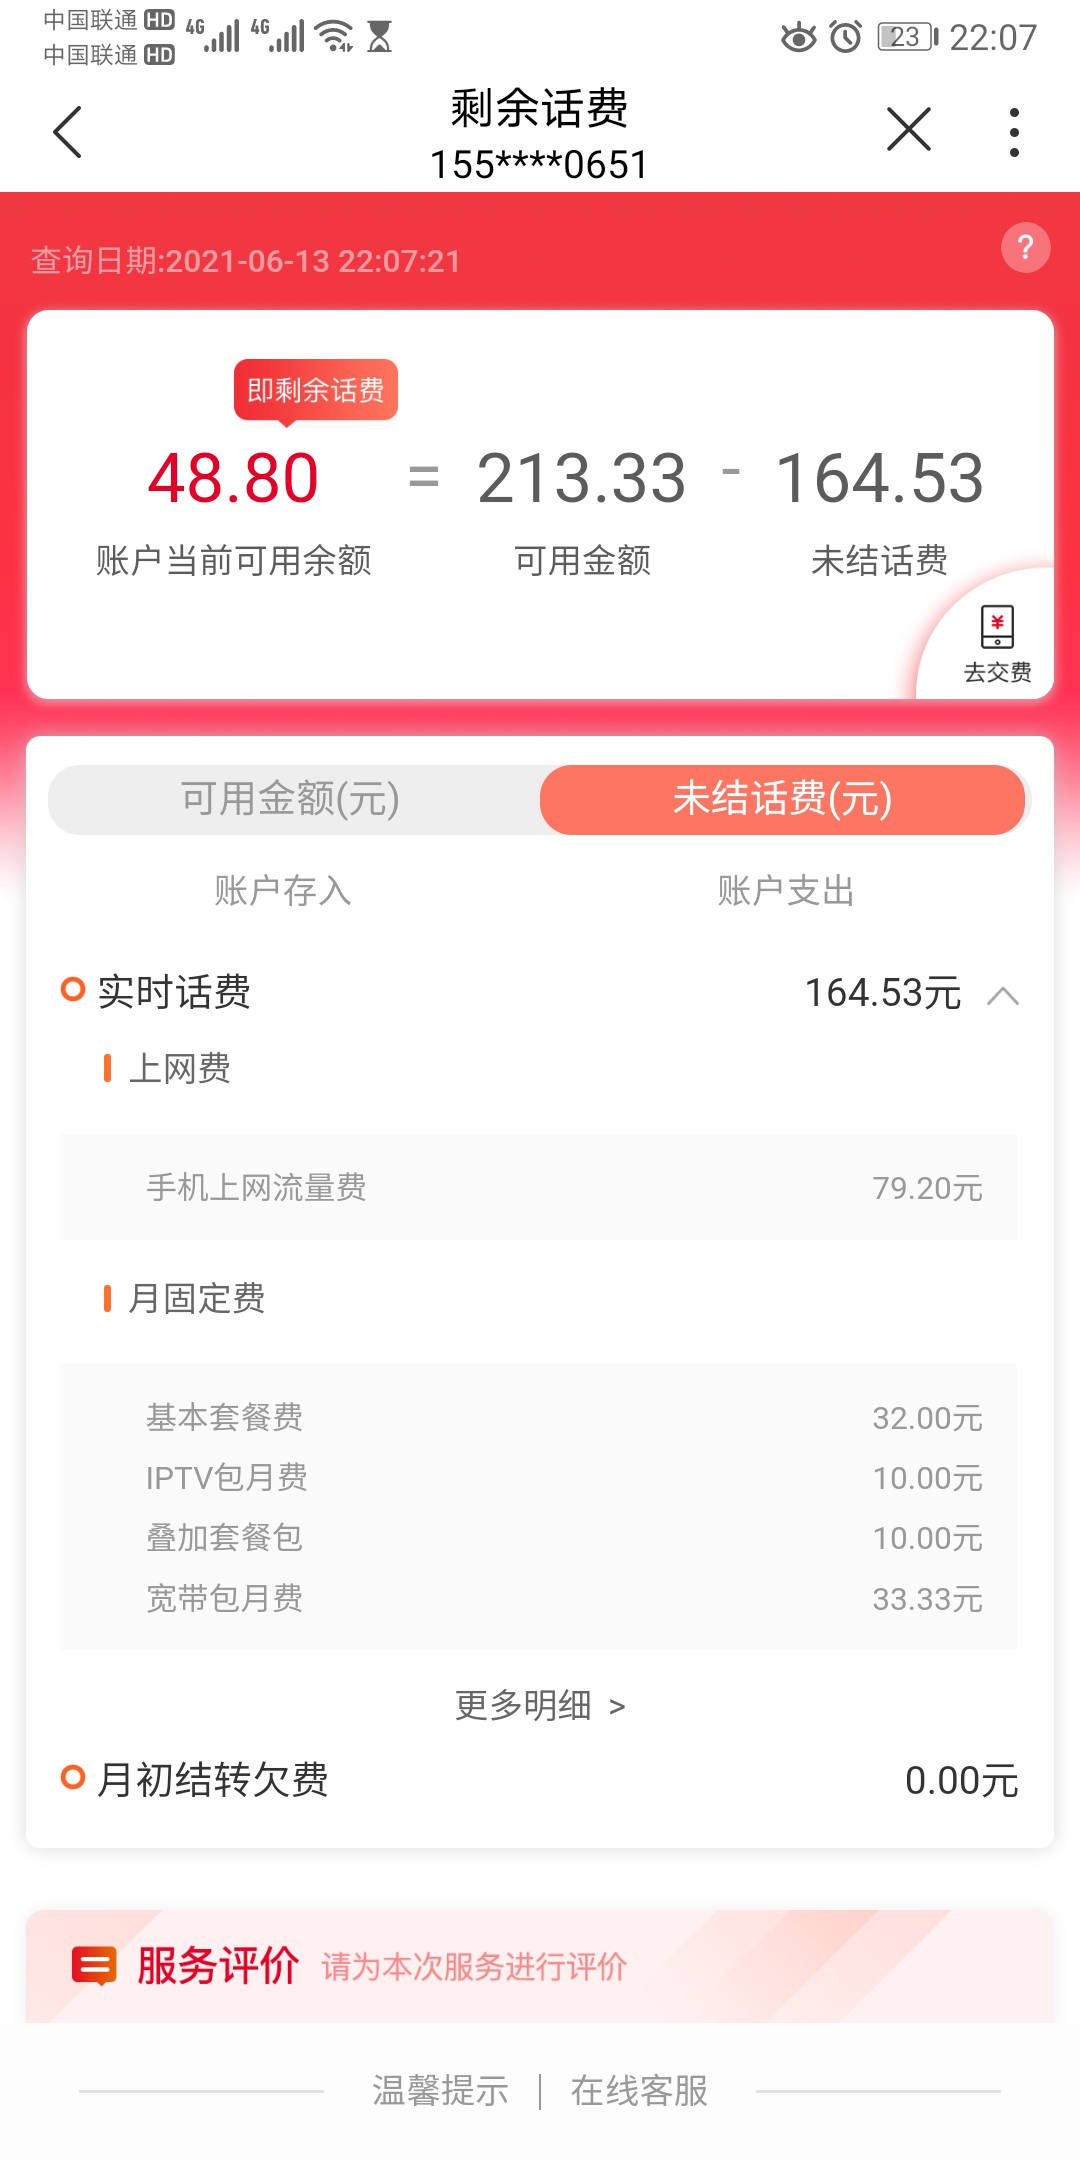 中国联通 HD 4G 4G 23 22:07
中国联通 HD
剩余话费
155****0651
查询日期:2021-06-13 22:07:21 ?
即剩余话费
48.80 = 213.33 - 164.53
账户当前可用余额 可用金额 未结话费
¥
去交费
可用金额(元) 未结话费(元)
账户存入 账户支出
实时话费 164.53元
上网费
手机上网流量费 79.20元
月固定费
基本套餐费 32.00元
IPTV包月费 10.00元
叠加套餐包 10.00元
宽带包月费 33.33元
更多明细 >
月初结转欠费 0.00元
服务评价 请为本次服务进行评价
温馨提示 | 在线客服